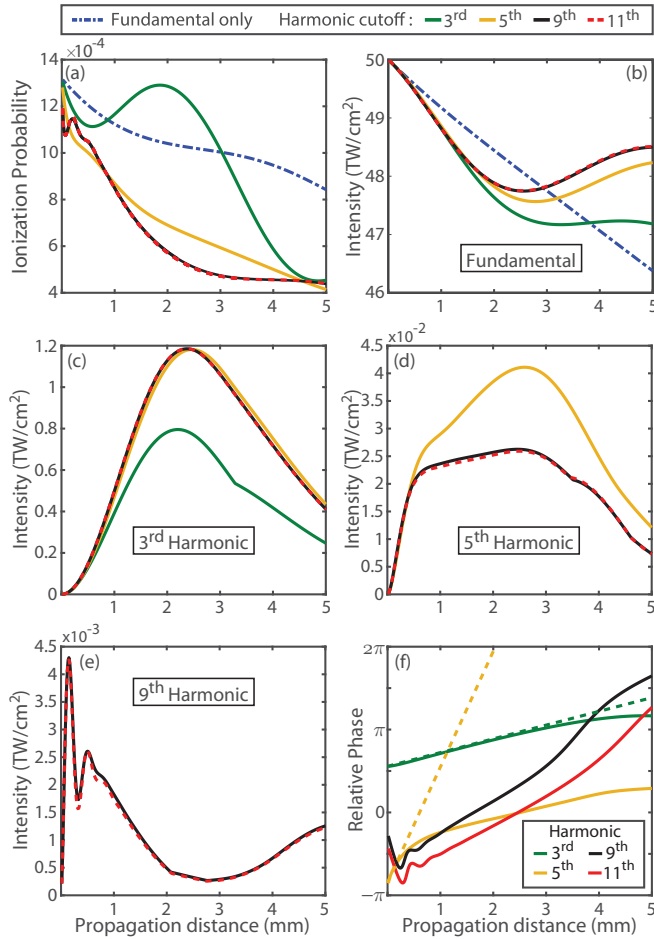 Fundamental only Harmonic cutoff : 3rd 5th 9th 11th
×10-4
(a)
14
12
10
8
6
4
1 2 3 4 5
Ionization Probability
(b)
50
49
48
47
46
1 2 3 4 5
Intensity (TW/cm2)
Fundamental
(c)
1.2
1
0.8
0.6
0.4
0.2
0
1 2 3 4 5
Intensity (TW/cm2)
3rd Harmonic
×10-2
(d)
4.5
4
3.5
3
2.5
2
1.5
1
0.5
0
1 2 3 4 5
Intensity (TW/cm2)
5th Harmonic
×10-3
(e)
4.5
4
3.5
3
2.5
2
1.5
1
0.5
0
1 2 3 4 5
Intensity (TW/cm2)
9th Harmonic
Propagation distance (mm)
(f)
2π
π
0
−π
1 2 3 4 5
Relative Phase
Harmonic
3rd 9th
5th 11th
Propagation distance (mm)